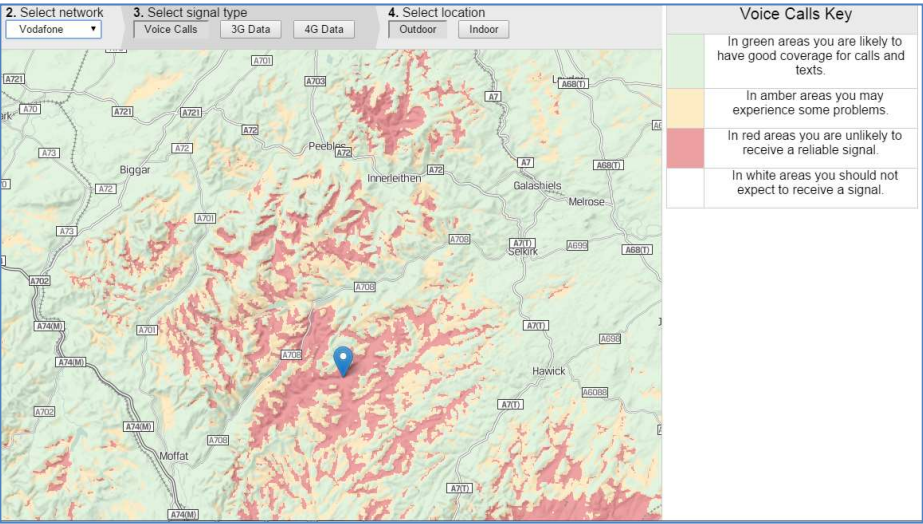 2. Select network
3. Select signal type
4. Select location
Vodafone
Voice Calls
3G Data
4G Data
Outdoor
Indoor
Voice Calls Key
In green areas you are likely to
have good coverage for calls and
texts.
In amber areas you may
experience some problems.
In red areas you are unlikely to
receive a reliable signal.
In white areas you should not
expect to receive a signal.
A701
A721
A703
A68(T)
A7
A70
A721
A721
A72
Peebles
A72
A73
A72
Biggar
A72
A7
A68(T)
Innerleithen
Galashiels
A72
Melrose
A701
A73
A708
A7(T)
A699
A68(T)
Selkirk
A702
A708
A74(M)
A701
A7(T)
A698
A708
A74(M)
Hawick
A6088
A702
A7(T)
A74(M)
A708
Moffat
A7(T)
A74(M)